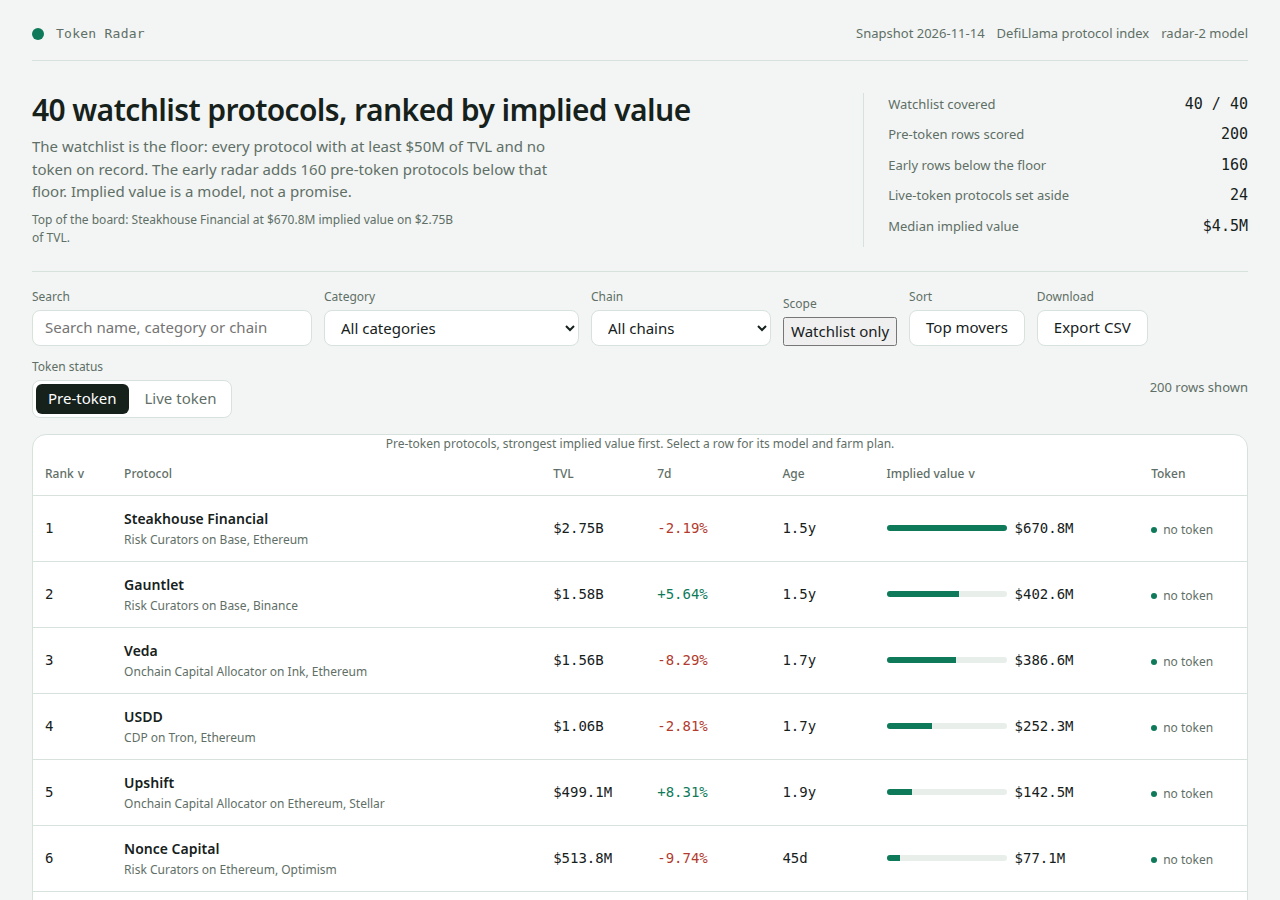 Token Radar
Snapshot 2026-11-14 DefiLlama protocol index radar-2 model
40 watchlist protocols, ranked by implied value
The watchlist is the floor: every protocol with at least $50M of TVL and no
token on record. The early radar adds 160 pre-token protocols below that
floor. Implied value is a model, not a promise.
Top of the board: Steakhouse Financial at $670.8M implied value on $2.75B
of TVL.
Watchlist covered 40 / 40
Pre-token rows scored 200
Early rows below the floor 160
Live-token protocols set aside 24
Median implied value $4.5M
Search Category Chain Scope Sort Download
Search name, category or chain All categories All chains Watchlist only Top movers Export CSV
Token status
Pre-token Live token 200 rows shown
Pre-token protocols, strongest implied value first. Select a row for its model and farm plan.
Rank v Protocol TVL 7d Age Implied value v Token
1 Steakhouse Financial $2.75B -2.19% 1.5y $670.8M no token
Risk Curators on Base, Ethereum
2 Gauntlet $1.58B +5.64% 1.5y $402.6M no token
Risk Curators on Base, Binance
3 Veda $1.56B -8.29% 1.7y $386.6M no token
Onchain Capital Allocator on Ink, Ethereum
4 USDD $1.06B -2.81% 1.7y $252.3M no token
CDP on Tron, Ethereum
5 Upshift $499.1M +8.31% 1.9y $142.5M no token
Onchain Capital Allocator on Ethereum, Stellar
6 Nonce Capital $513.8M -9.74% 45d $77.1M no token
Risk Curators on Ethereum, Optimism